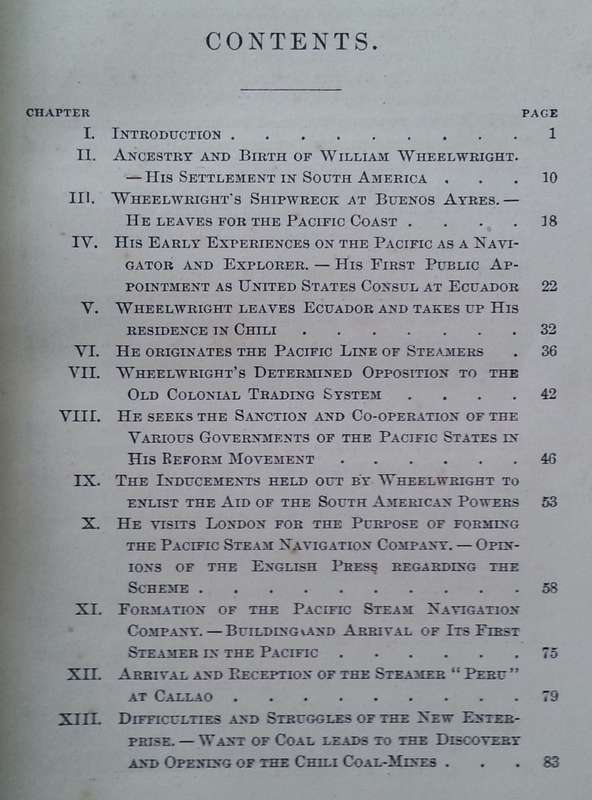 CONTENTS.
CHAPTER PAGE
I. INTRODUCTION . . . . . . . . . 1
II. ANCESTRY AND BIRTH OF WILLIAM WHEELWRIGHT.
— HIS SETTLEMENT IN SOUTH AMERICA . . . 10
III. WHEELWRIGHT'S SHIPWRECK AT BUENOS AYRES. —
HE LEAVES FOR THE PACIFIC COAST . . . . 18
IV. HIS EARLY EXPERIENCES ON THE PACIFIC AS A NAVI-
GATOR AND EXPLORER. — HIS FIRST PUBLIC AP-
POINTMENT AS UNITED STATES CONSUL AT ECUADOR 22
V. WHEELWRIGHT LEAVES ECUADOR AND TAKES UP HIS
RESIDENCE IN CHILI . . . . . . . 32
VI. HE ORIGINATES THE PACIFIC LINE OF STEAMERS . 36
VII. WHEELWRIGHT'S DETERMINED OPPOSITION TO THE
OLD COLONIAL TRADING SYSTEM . . . . 42
VIII. HE SEEKS THE SANCTION AND CO-OPERATION OF THE
VARIOUS GOVERNMENTS OF THE PACIFIC STATES IN
HIS REFORM MOVEMENT . . . . . . 46
IX. THE INDUCEMENTS HELD OUT BY WHEELWRIGHT TO
ENLIST THE AID OF THE SOUTH AMERICAN POWERS 53
X. HE VISITS LONDON FOR THE PURPOSE OF FORMING
THE PACIFIC STEAM NAVIGATION COMPANY. — OPIN-
IONS OF THE ENGLISH PRESS REGARDING THE
SCHEME . . . . . . . . . . 58
XI. FORMATION OF THE PACIFIC STEAM NAVIGATION
COMPANY. — BUILDING AND ARRIVAL OF ITS FIRST
STEAMER IN THE PACIFIC . . . . . . 75
XII. ARRIVAL AND RECEPTION OF THE STEAMER "PERU"
AT CALLAO . . . . . . . . . 79
XIII. DIFFICULTIES AND STRUGGLES OF THE NEW ENTER-
PRISE. — WANT OF COAL LEADS TO THE DISCOVERY
AND OPENING OF THE CHILI COAL-MINES . . . 83